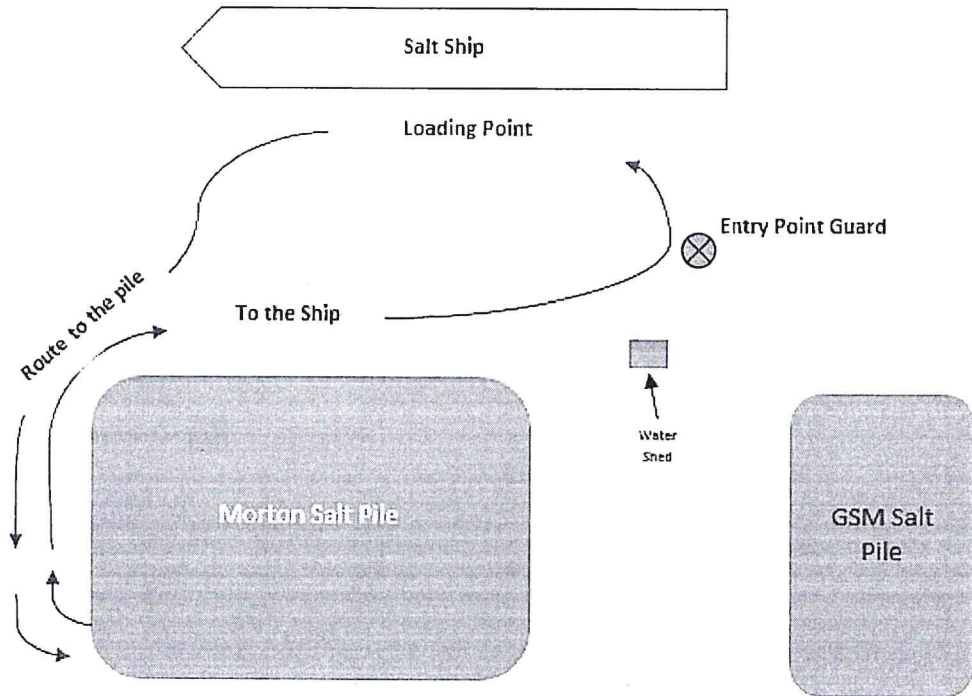 Salt Ship
Loading Point
Entry Point Guard
Route to the pile
To the Ship
Water
Shed
Morton Salt Pile
GSM Salt
Pile